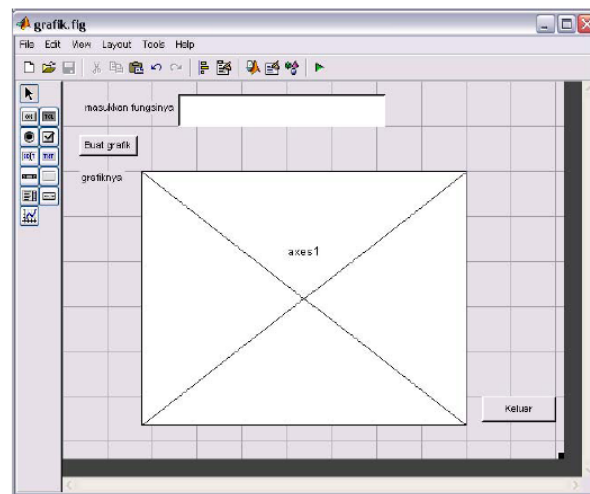 grafik.fig
File Edit View Layout Tools Help
masukkan fungsinya
Buat grafik
grafiknya
axes1
Keluar